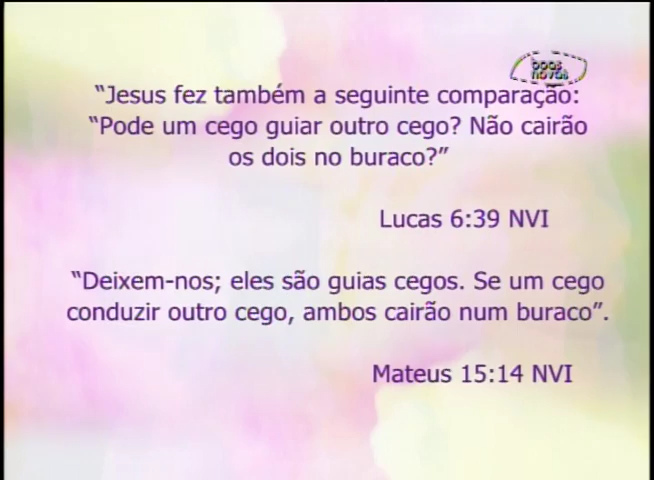 boas
novas
“Jesus fez também a seguinte comparação:
“Pode um cego guiar outro cego? Não cairão
os dois no buraco?”
Lucas 6:39 NVI
“Deixem-nos; eles são guias cegos. Se um cego
conduzir outro cego, ambos cairão num buraco”.
Mateus 15:14 NVI